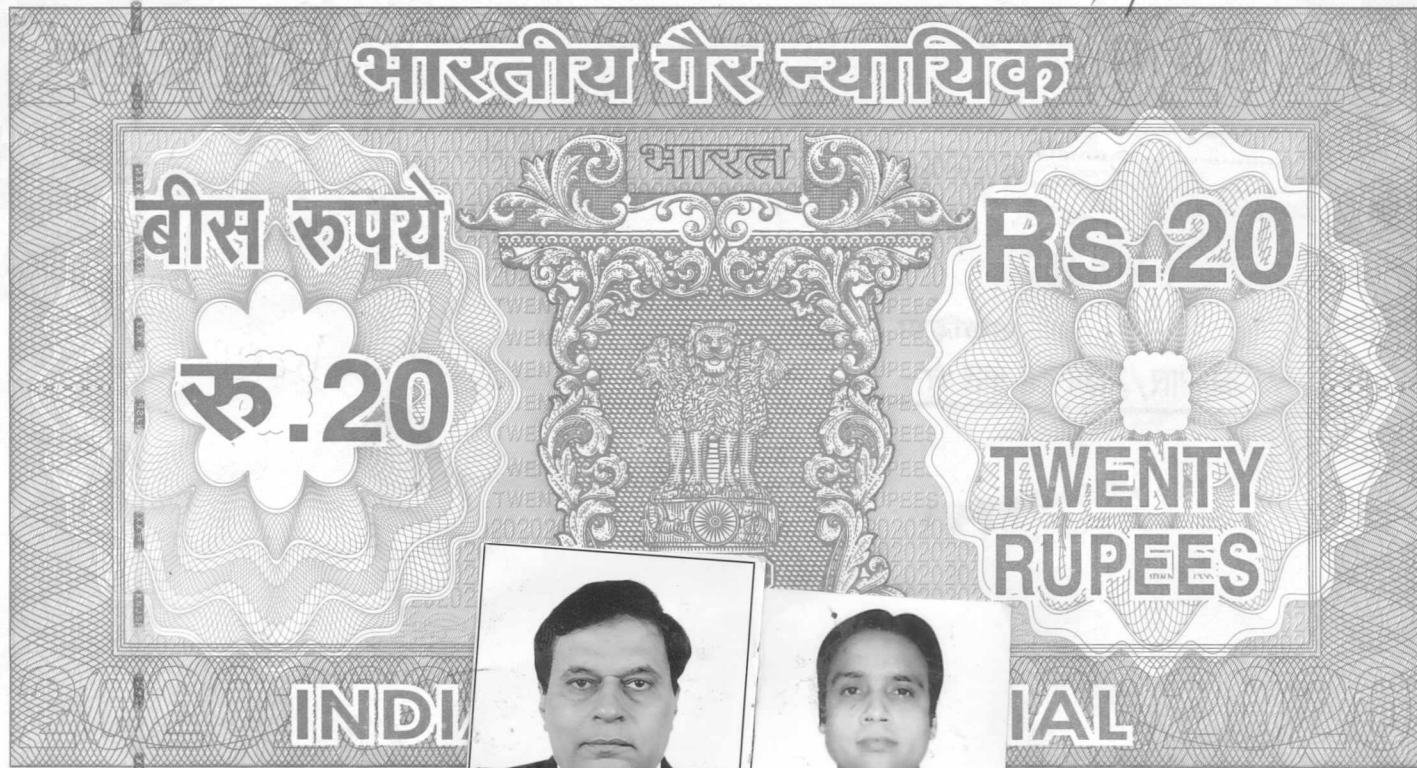 भारतीय गैर न्यायिक
भारत
बीस रुपये
Rs.20
रु.20
TWENTY
RUPEES
INDI
IAL